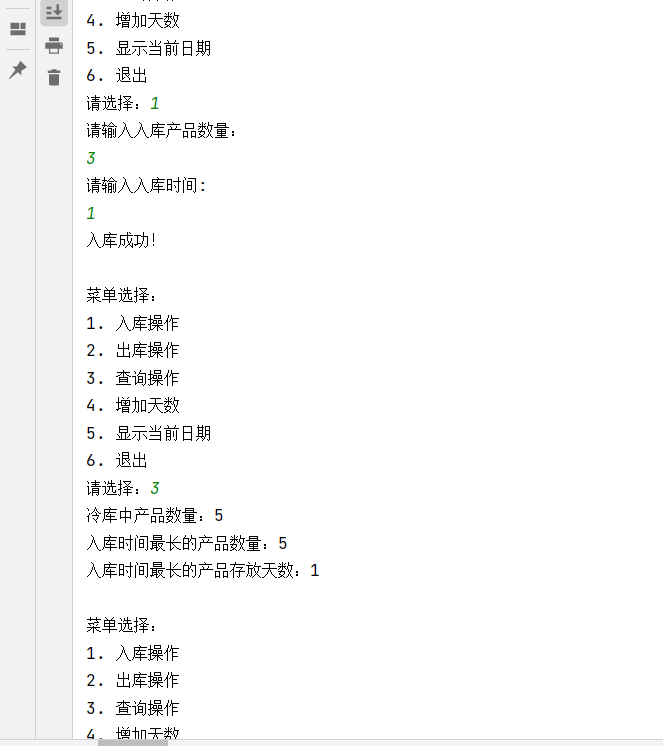 4. 增加天数
5. 显示当前日期
6. 退出
请选择：1
请输入入库产品数量：
3
请输入入库时间：
1
入库成功！
菜单选择：
1. 入库操作
2. 出库操作
3. 查询操作
4. 增加天数
5. 显示当前日期
6. 退出
请选择：3
冷库中产品数量：5
入库时间最长的产品数量：5
入库时间最长的产品存放天数：1
菜单选择：
1. 入库操作
2. 出库操作
3. 查询操作
4. 增加天数